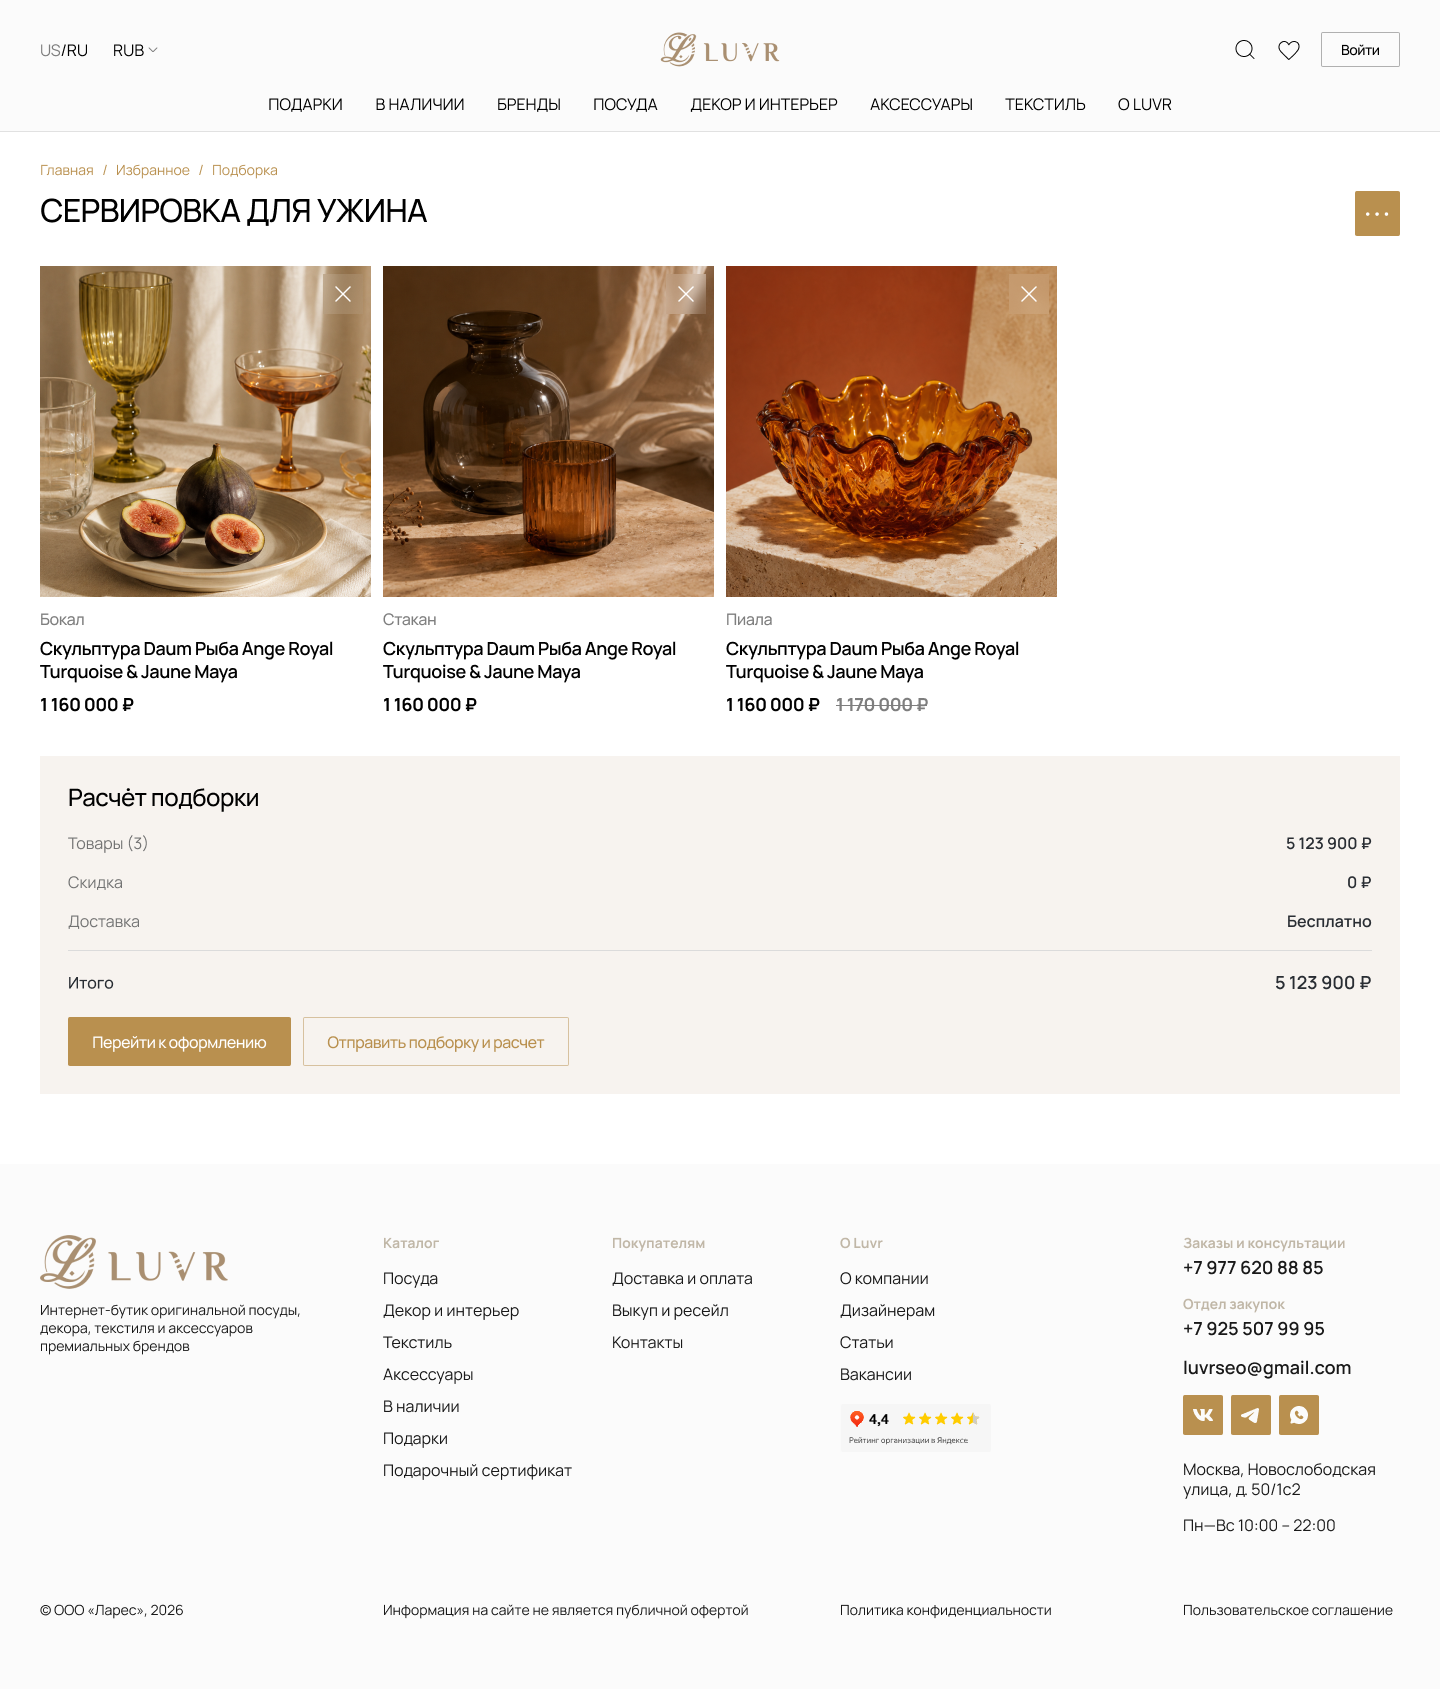 US/RU RUB LUVR Войти
ПОДАРКИ В НАЛИЧИИ БРЕНДЫ ПОСУДА ДЕКОР И ИНТЕРЬЕР АКСЕССУАРЫ ТЕКСТИЛЬ О LUVR
Главная / Избранное / Подборка
СЕРВИРОВКА ДЛЯ УЖИНА
Бокал
Скульптура Daum Рыба Ange Royal
Turquoise & Jaune Maya
1 160 000 ₽
Стакан
Скульптура Daum Рыба Ange Royal
Turquoise & Jaune Maya
1 160 000 ₽
Пиала
Скульптура Daum Рыба Ange Royal
Turquoise & Jaune Maya
1 160 000 ₽ 1 170 000 ₽
Расчёт подборки
Товары (3) 5 123 900 ₽
Скидка 0 ₽
Доставка Бесплатно
Итого 5 123 900 ₽
Перейти к оформлению Отправить подборку и расчет
L LUVR
Интернет-бутик оригинальной посуды,
декора, текстиля и аксессуаров
премиальных брендов
Каталог
Посуда
Декор и интерьер
Текстиль
Аксессуары
В наличии
Подарки
Подарочный сертификат
Покупателям
Доставка и оплата
Выкуп и ресейл
Контакты
О Luvr
О компании
Дизайнерам
Статьи
Вакансии
4,4
Рейтинг организации в Яндексе
Заказы и консультации
+7 977 620 88 85
Отдел закупок
+7 925 507 99 95
luvrseo@gmail.com
Москва, Новослободская
улица, д. 50/1с2
Пн—Вс 10:00 – 22:00
© ООО «Ларес», 2026 Информация на сайте не является публичной офертой Политика конфиденциальности Пользовательское соглашение